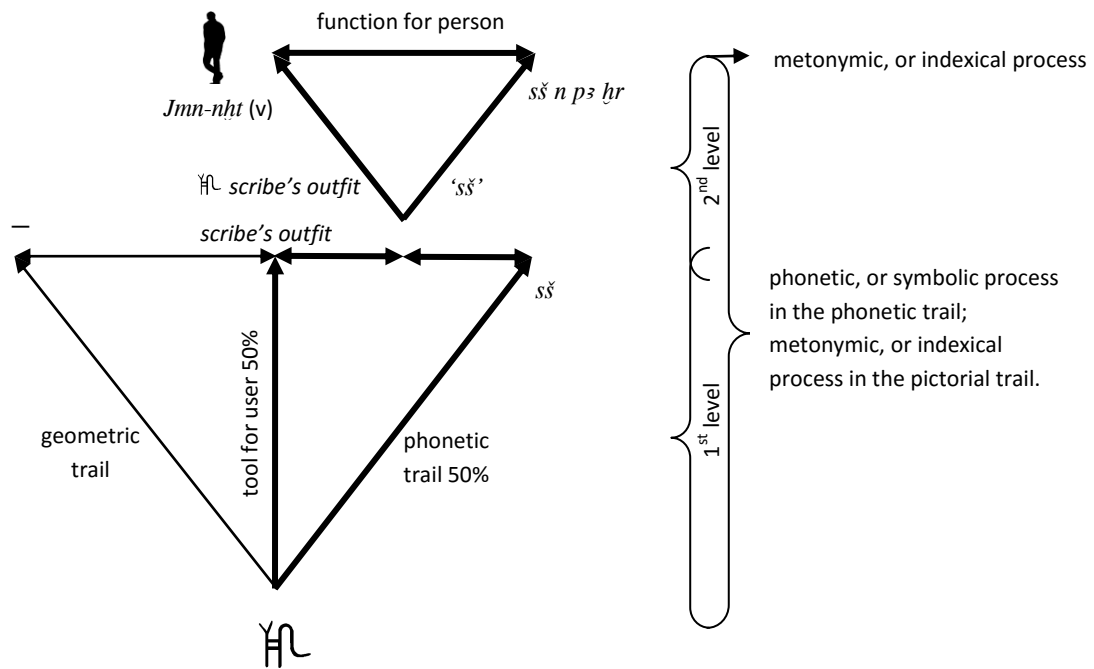 function for person
metonymic, or indexical process
sš n pꜣ ḫr
Jmn-nḫt (v)
2nd level
scribe’s outfit
‘sš’
–
scribe’s outfit
sš
phonetic, or symbolic process
in the phonetic trail;
metonymic, or indexical
process in the pictorial trail.
tool for user 50%
1st level
geometric
trail
phonetic
trail 50%